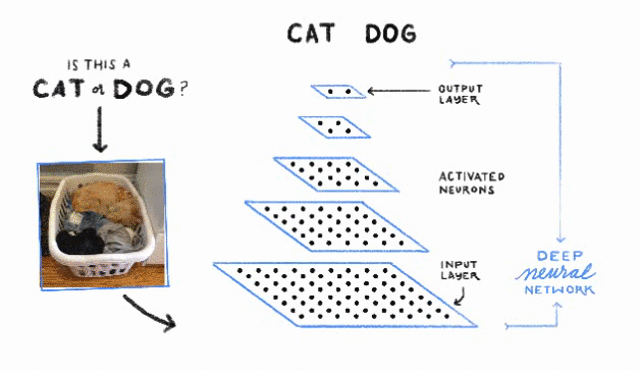 CAT DOG
IS THIS A
CAT or DOG?
OUTPUT
LAYER
ACTIVATED
NEURONS
INPUT
LAYER
DEEP
neural
NETWORK